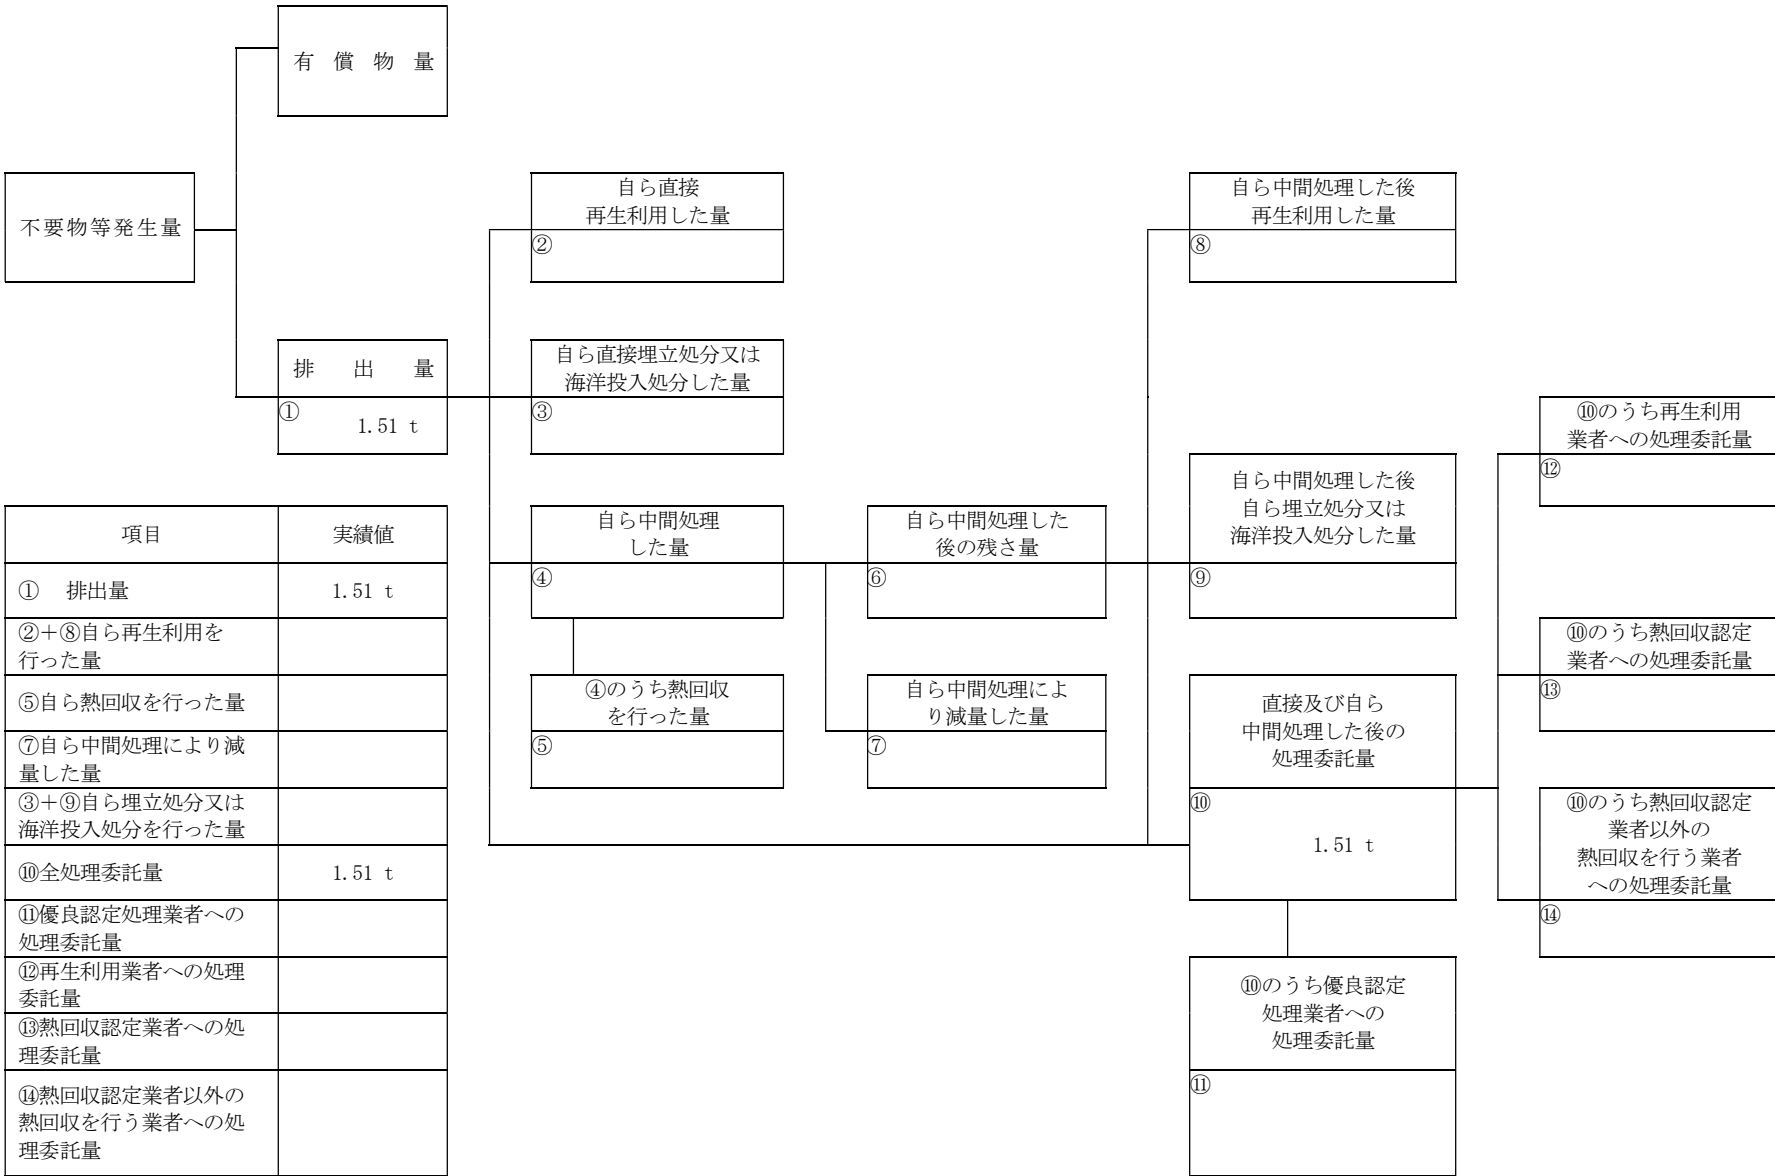 有　償　物　量
不要物等発生量
自ら直接
再生利用した量
②
自ら中間処理した後
再生利用した量
⑧
排　出　量
①
1.51 t
自ら直接埋立処分又は
海洋投入処分した量
③
⑩のうち再生利用
業者への処理委託量
⑫
自ら中間処理した後
自ら埋立処分又は
海洋投入処分した量
⑨
自ら中間処理
した量
④
自ら中間処理した
後の残さ量
⑥
⑩のうち熱回収認定
業者への処理委託量
⑬
④のうち熱回収
を行った量
⑤
自ら中間処理によ
り減量した量
⑦
直接及び自ら
中間処理した後の
処理委託量
⑩
1.51 t
⑩のうち熱回収認定
業者以外の
熱回収を行う業者
への処理委託量
⑭
⑩のうち優良認定
処理業者への
処理委託量
⑪
項目　実績値
①　排出量　1.51 t
②＋⑧自ら再生利用を
行った量
⑤自ら熱回収を行った量
⑦自ら中間処理により減
量した量
③＋⑨自ら埋立処分又は
海洋投入処分を行った量
⑩全処理委託量　1.51 t
⑪優良認定処理業者への
処理委託量
⑫再生利用業者への処理
委託量
⑬熱回収認定業者への処
理委託量
⑭熱回収認定業者以外の
熱回収を行う業者への処
理委託量